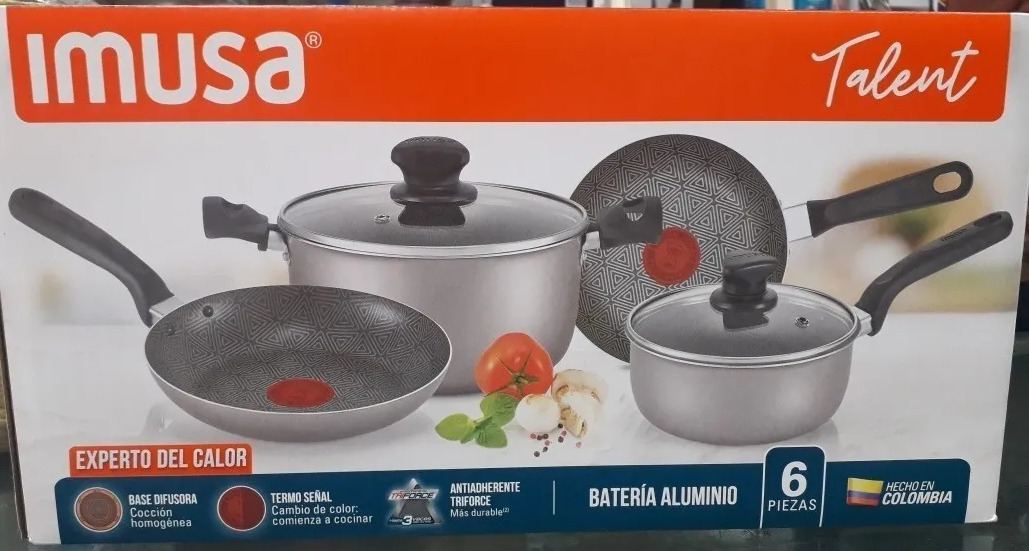 IMUSA®
Talent
EXPERTO DEL CALOR
BASE DIFUSORA
Cocción
homogénea
TERMO SEÑAL
Cambio de color:
comienza a cocinar
TRIFORCE
ANTIADHERENTE
TRIFORCE
Más durable(2)
BATERÍA ALUMINIO
6
PIEZAS
HECHO EN
COLOMBIA